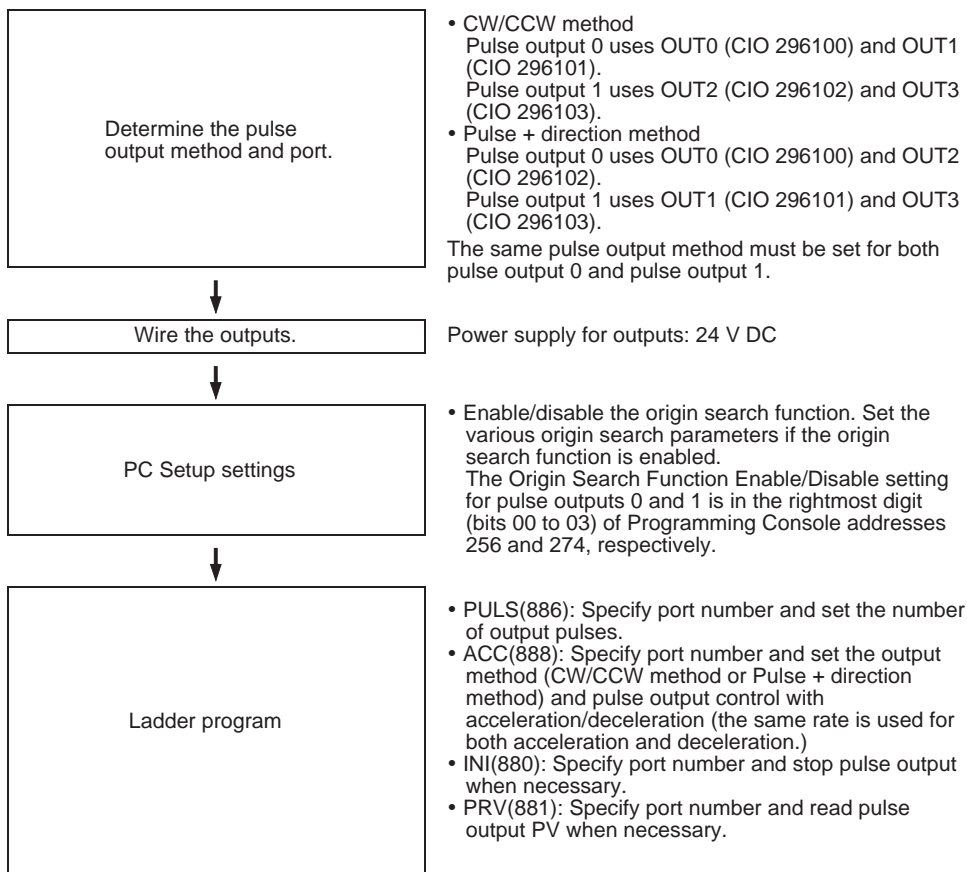 Determine the pulse
output method and port.
• CW/CCW method
Pulse output 0 uses OUT0 (CIO 296100) and OUT1
(CIO 296101).
Pulse output 1 uses OUT2 (CIO 296102) and OUT3
(CIO 296103).
• Pulse + direction method
Pulse output 0 uses OUT0 (CIO 296100) and OUT2
(CIO 296102).
Pulse output 1 uses OUT1 (CIO 296101) and OUT3
(CIO 296103).
The same pulse output method must be set for both
pulse output 0 and pulse output 1.
Wire the outputs.
Power supply for outputs: 24 V DC
PC Setup settings
• Enable/disable the origin search function. Set the
various origin search parameters if the origin
search function is enabled.
The Origin Search Function Enable/Disable setting
for pulse outputs 0 and 1 is in the rightmost digit
(bits 00 to 03) of Programming Console addresses
256 and 274, respectively.
Ladder program
• PULS(886): Specify port number and set the number
of output pulses.
• ACC(888): Specify port number and set the output
method (CW/CCW method or Pulse + direction
method) and pulse output control with
acceleration/deceleration (the same rate is used for
both acceleration and deceleration.)
• INI(880): Specify port number and stop pulse output
when necessary.
• PRV(881): Specify port number and read pulse
output PV when necessary.